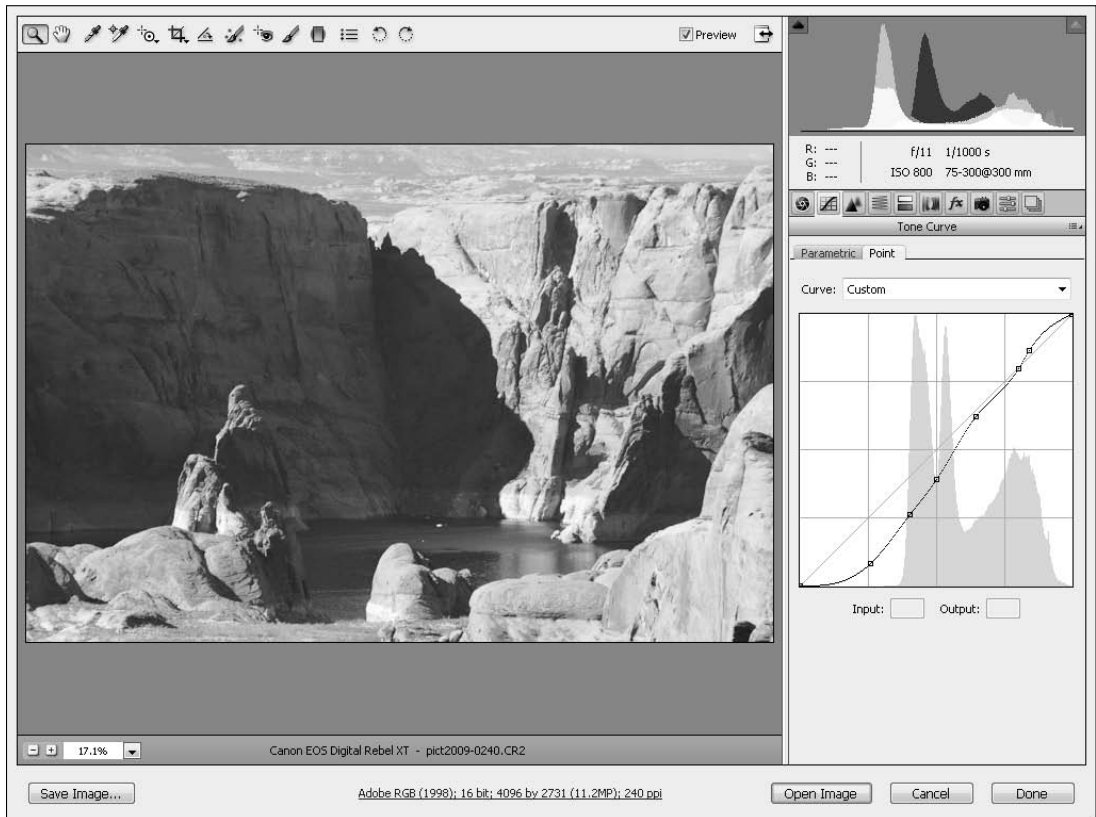 Preview
R: ---
G: ---
B: ---
f/11 1/1000 s
ISO 800 75-300@300 mm
fx
Tone Curve
Parametric Point
Curve: Custom
Input: Output:
17.1%
Canon EOS Digital Rebel XT - pict2009-0240.CR2
Save Image...
Adobe RGB (1998); 16 bit; 4096 by 2731 (11.2MP); 240 ppi
Open Image
Cancel
Done